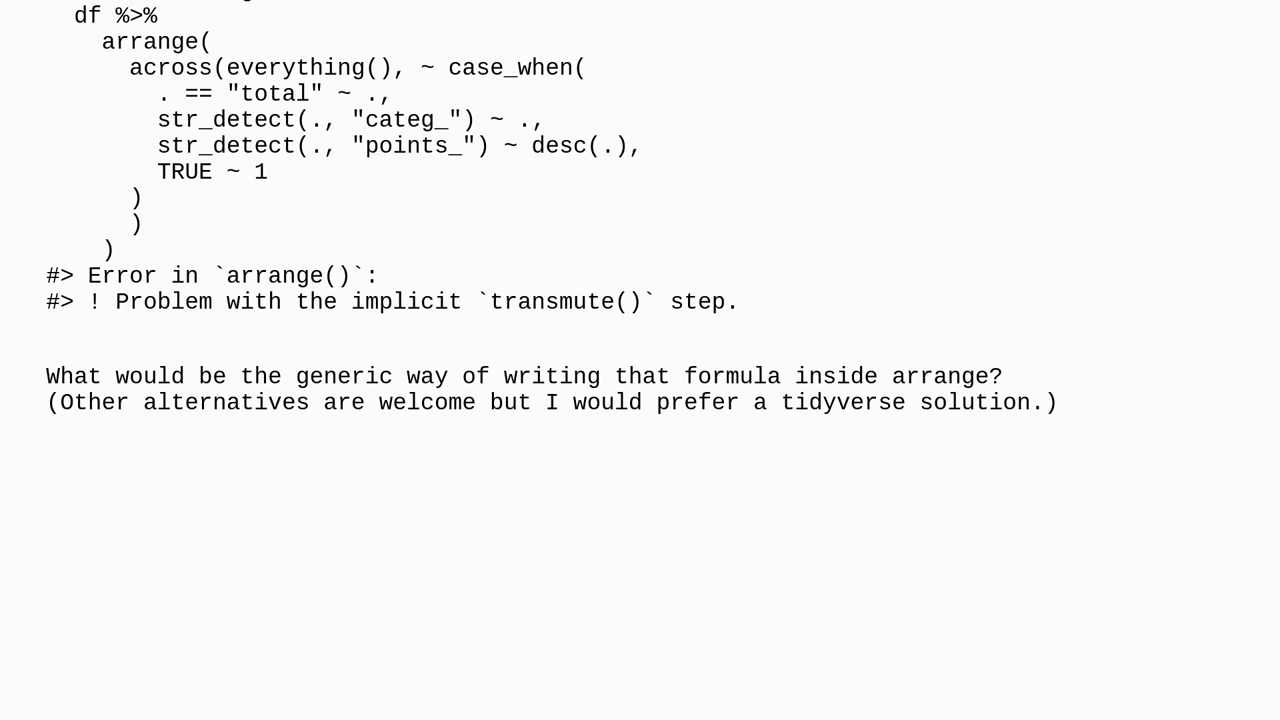 df %>%
arrange(
across(everything(), ~ case_when(
. == "total" ~ .,
str_detect(., "categ_") ~ .,
str_detect(., "points_") ~ desc(.),
TRUE ~ 1
)
)
)
#> Error in `arrange()`:
#> ! Problem with the implicit `transmute()` step.
What would be the generic way of writing that formula inside arrange?
(Other alternatives are welcome but I would prefer a tidyverse solution.)